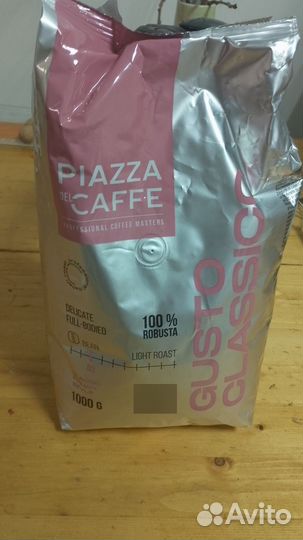 PIAZZA
DEL CAFFE
PROFESSIONAL COFFEE MASTERS
DELICATE
FULL-BODIED
100 %
ROBUSTA
BEAN
LIGHT ROAST
1000 G
GUSTO
CLASSICO
Avito